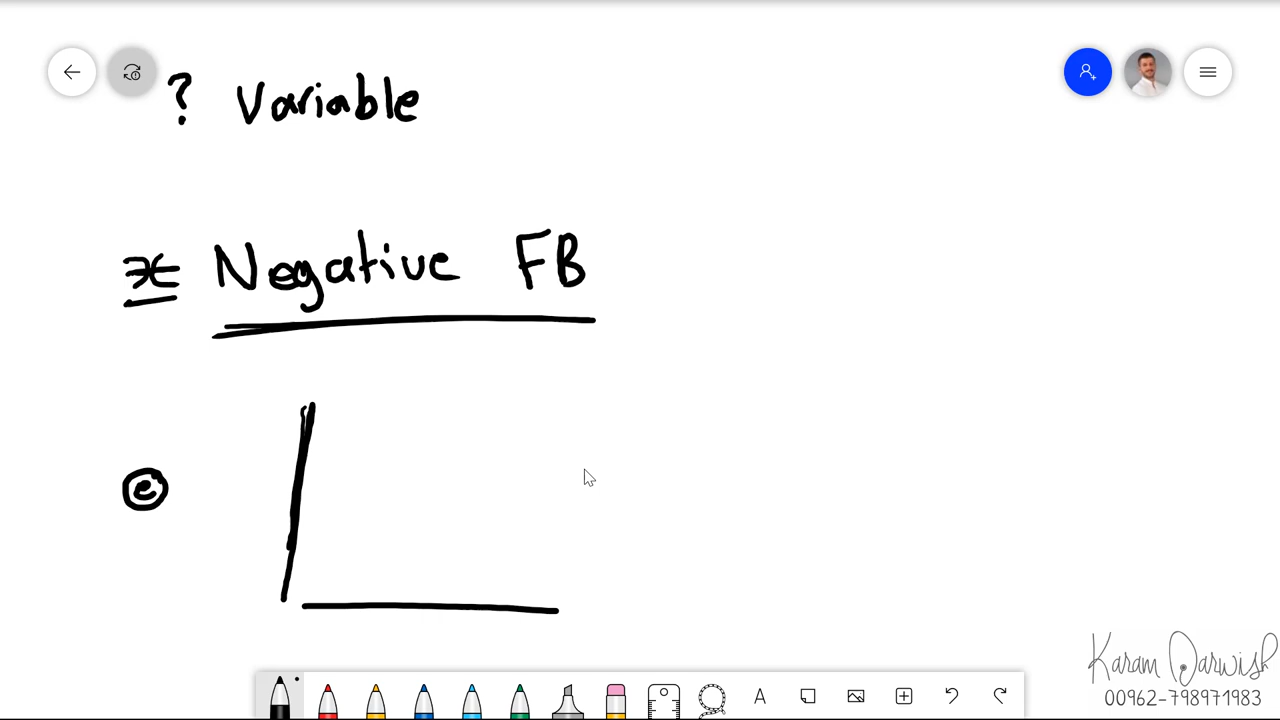 ? Variable
* Negative FB
e
A
Karam Darwish
00962-798971983